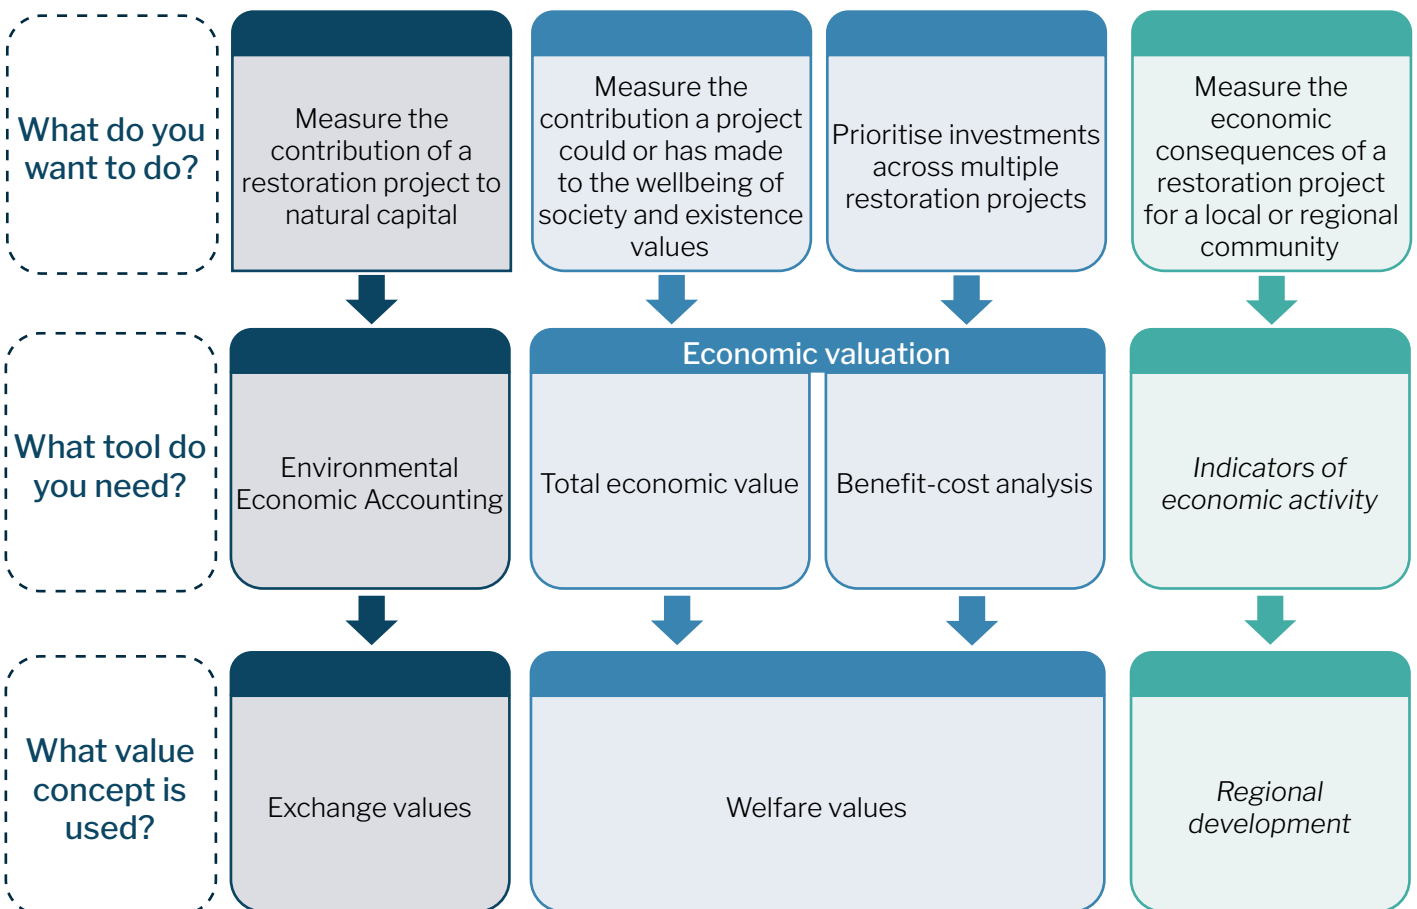 What do you
want to do?
Measure the
contribution of a
restoration project to
natural capital
Measure the
contribution a project
could or has made
to the wellbeing of
society and existence
values
Prioritise investments
across multiple
restoration projects
Measure the
economic
consequences of a
restoration project
for a local or regional
community
What tool do
you need?
Environmental
Economic Accounting
Economic valuation
Total economic value
Benefit-cost analysis
Indicators of
economic activity
What value
concept is
used?
Exchange values
Welfare values
Regional
development